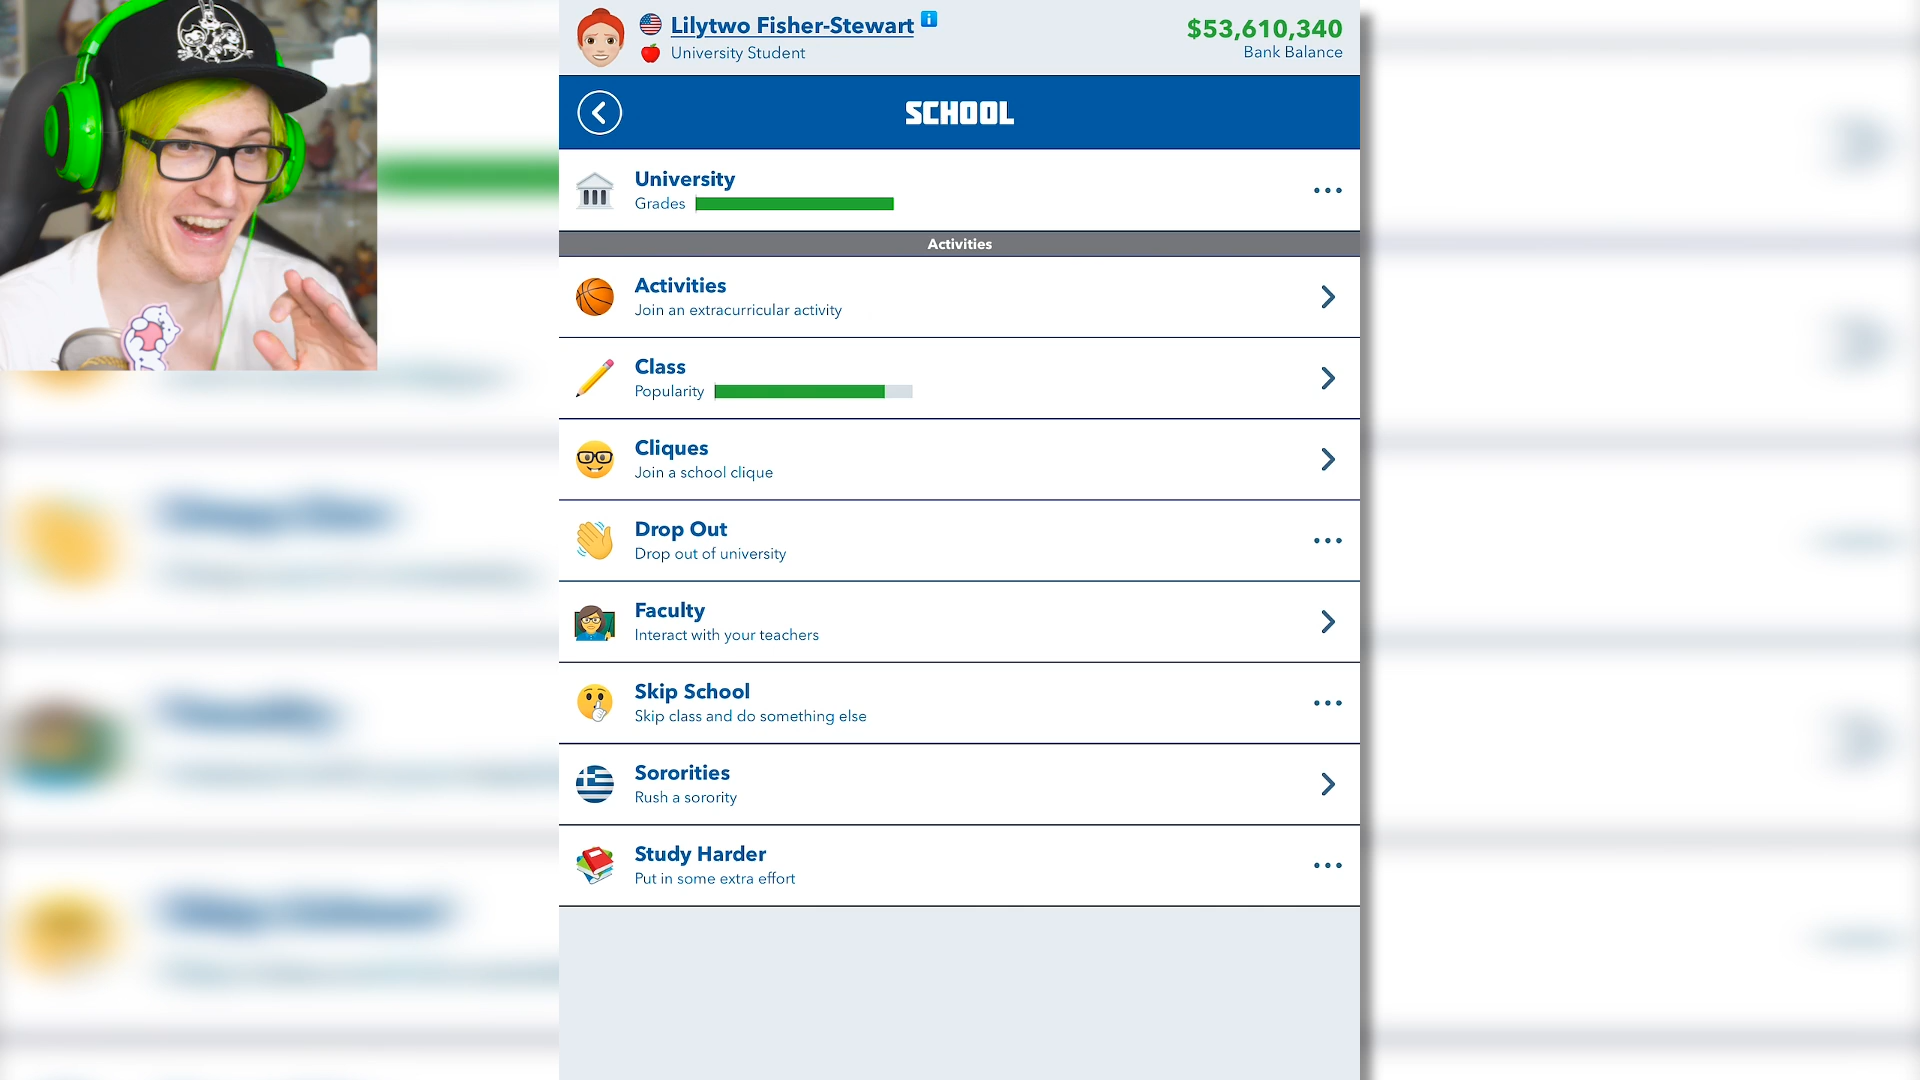 Lilytwo Fisher-Stewart
University Student
$53,610,340
Bank Balance
SCHOOL
University
Grades
Activities
Activities
Join an extracurricular activity
Class
Popularity
Cliques
Join a school clique
Drop Out
Drop out of university
Faculty
Interact with your teachers
Skip School
Skip class and do something else
Sororities
Rush a sorority
Study Harder
Put in some extra effort